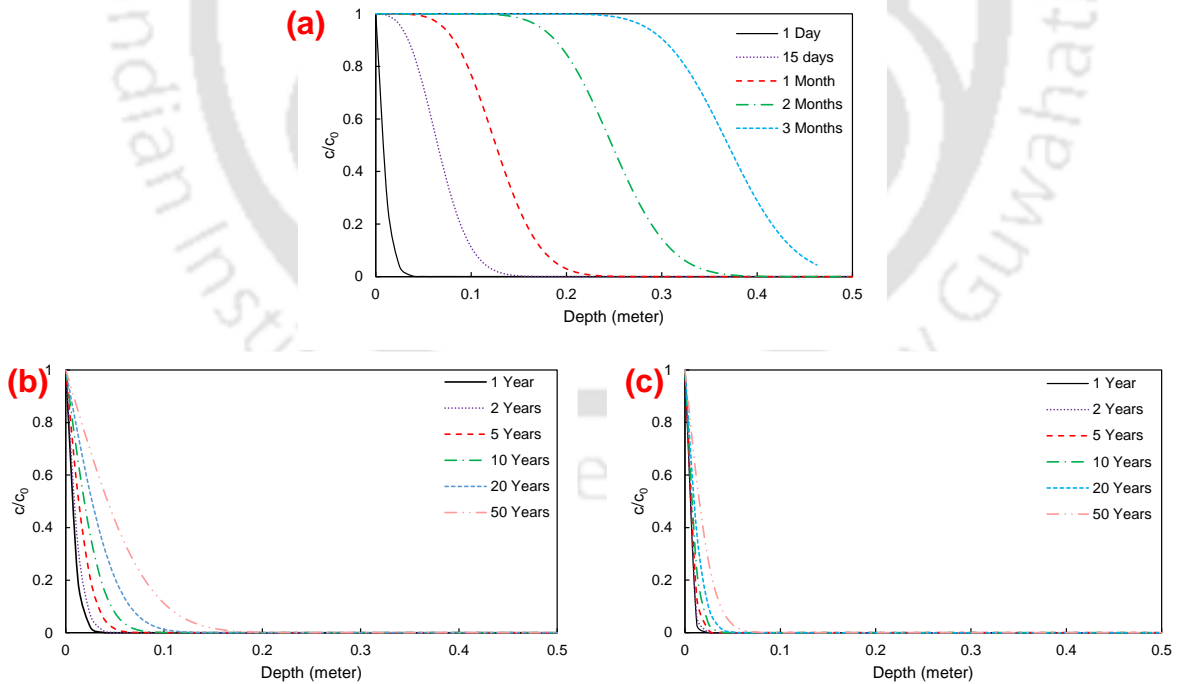 (a)
1
0.8
0.6
0.4
0.2
0
c/c0
0
0.1
0.2
0.3
0.4
0.5
Depth (meter)
1 Day
15 days
1 Month
2 Months
3 Months
Indian Insti
y Guwahati
(b)
1
0.8
0.6
0.4
0.2
0
c/c0
0
0.1
0.2
0.3
0.4
0.5
Depth (meter)
1 Year
2 Years
5 Years
10 Years
20 Years
50 Years
(c)
1
0.8
0.6
0.4
0.2
0
c/c0
0
0.1
0.2
0.3
0.4
0.5
Depth (meter)
1 Year
2 Years
5 Years
10 Years
20 Years
50 Years